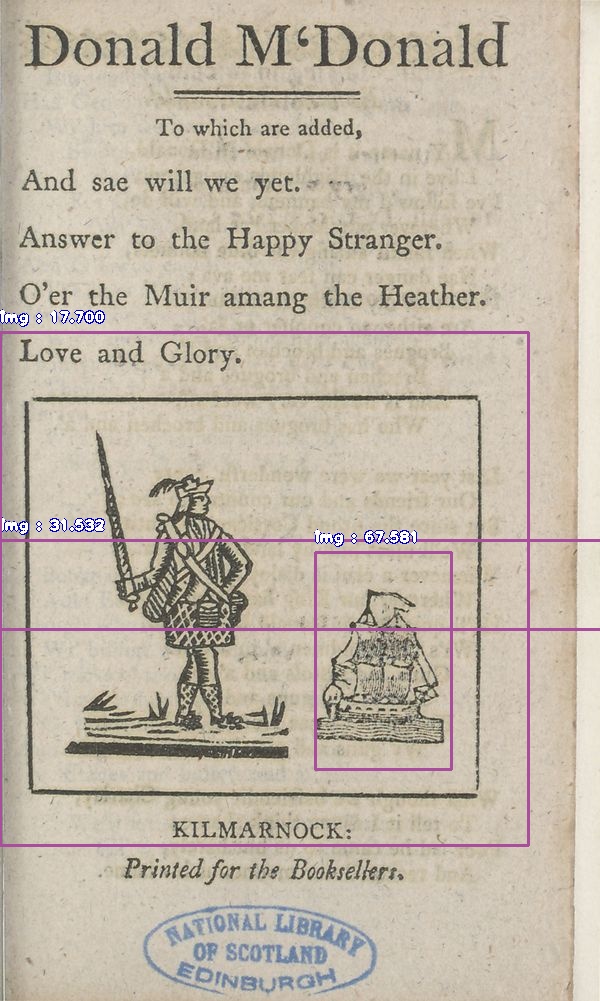 Donald M‘Donald
To which are added,
And sae will we yet.
Answer to the Happy Stranger.
O'er the Muir amang the Heather.
img : 17.700
Love and Glory.
img : 31.532
img : 67.581
KILMARNOCK:
Printed for the Booksellers.
NATIONAL LIBRARY
OF SCOTLAND
EDINBURGH